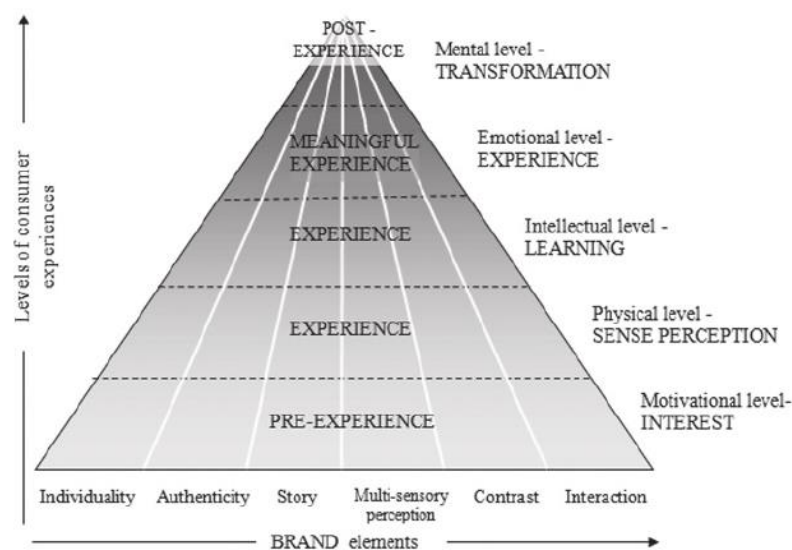 POST -
EXPERIENCE
Mental level -
TRANSFORMATION
MEANINGFUL
EXPERIENCE
Emotional level -
EXPERIENCE
EXPERIENCE
Intellectual level -
LEARNING
EXPERIENCE
Physical level -
SENSE PERCEPTION
PRE-EXPERIENCE
Motivational level-
INTEREST
Levels of consumer
experiences
Individuality
Authenticity
Story
Multi-sensory
perception
Contrast
Interaction
BRAND elements